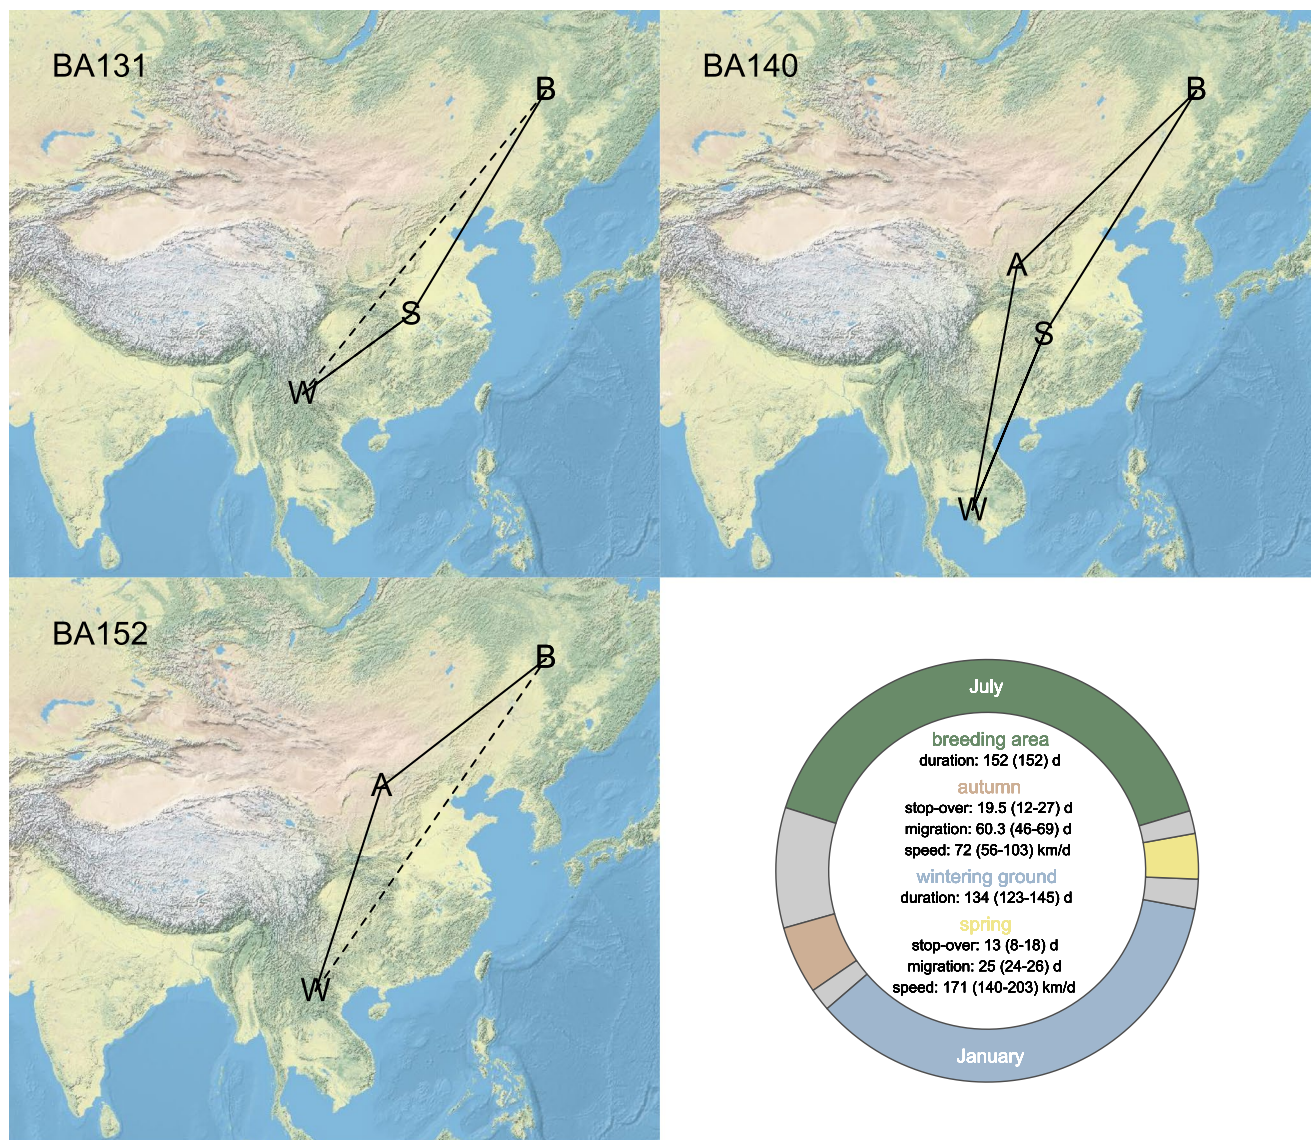 BA131
B
S
W
BA140
B
A
S
W
BA152
B
A
W
July
breeding area
duration: 152 (152) d
autumn
stop-over: 19.5 (12-27) d
migration: 60.3 (46-69) d
speed: 72 (56-103) km/d
wintering ground
duration: 134 (123-145) d
spring
stop-over: 13 (8-18) d
migration: 25 (24-26) d
speed: 171 (140-203) km/d
January